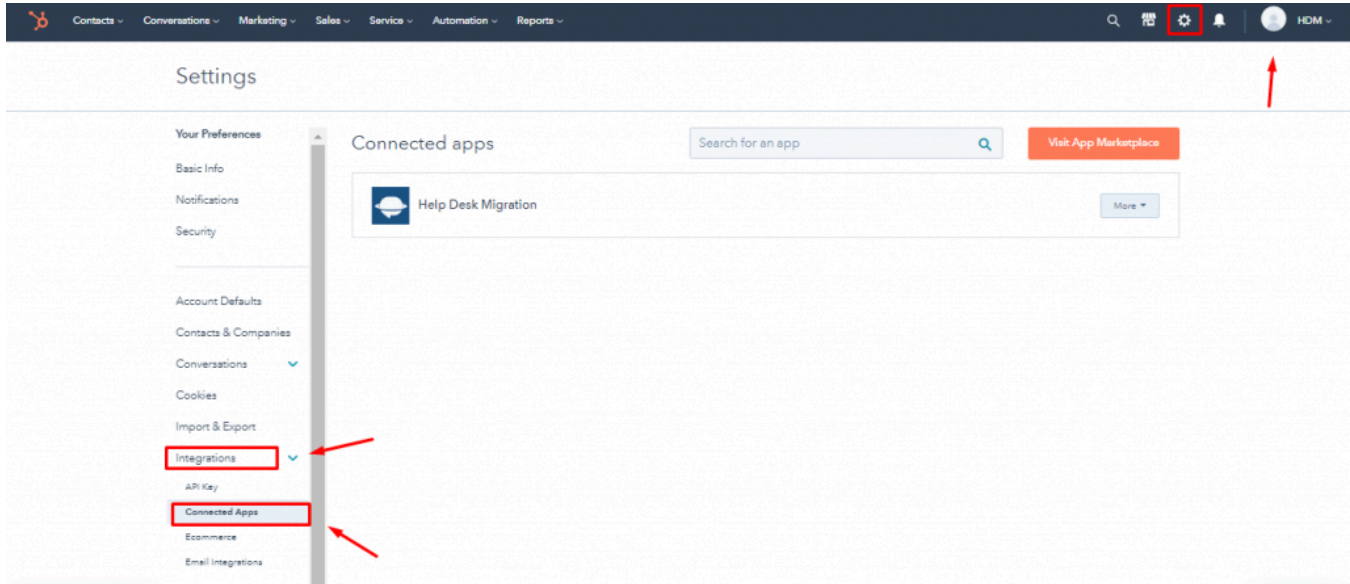 Contacts Conversations Marketing Sales Service Automation Reports HDM
Settings
Your Preferences
Basic Info
Notifications
Security
Account Defaults
Contacts & Companies
Conversations
Cookies
Import & Export
Integrations
API Key
Connected Apps
Ecommerce
Email Integrations
Connected apps
Search for an app
Visit App Marketplace
Help Desk Migration
More